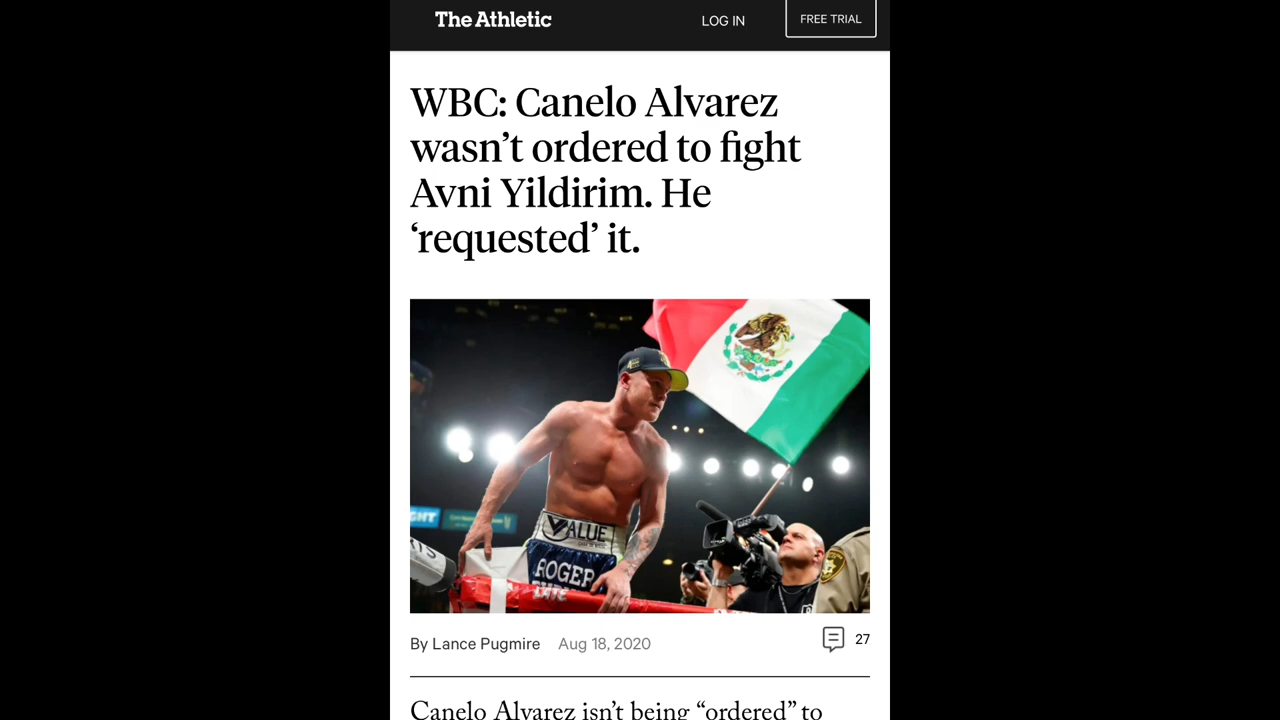 The Athletic
LOG IN
FREE TRIAL
WBC: Canelo Alvarez
wasn’t ordered to fight
Avni Yildirim. He
‘requested’ it.
VALUE
ROGER
By Lance Pugmire
Aug 18, 2020
27
Canelo Alvarez isn’t being “ordered” to